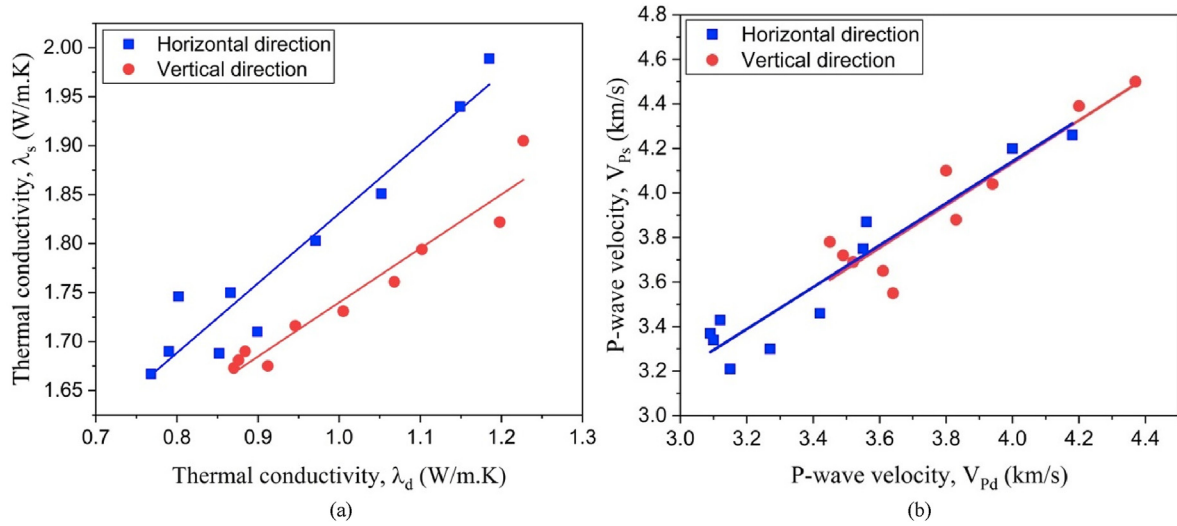 Horizontal direction
Vertical direction
2.00
1.95
1.90
1.85
1.80
1.75
1.70
1.65
Thermal conductivity, λs (W/m.K)
0.7 0.8 0.9 1.0 1.1 1.2 1.3
Thermal conductivity, λd (W/m.K)
(a)
Horizontal direction
Vertical direction
4.8
4.6
4.4
4.2
4.0
3.8
3.6
3.4
3.2
3.0
P-wave velocity, VPs (km/s)
3.0 3.2 3.4 3.6 3.8 4.0 4.2 4.4
P-wave velocity, VPd (km/s)
(b)